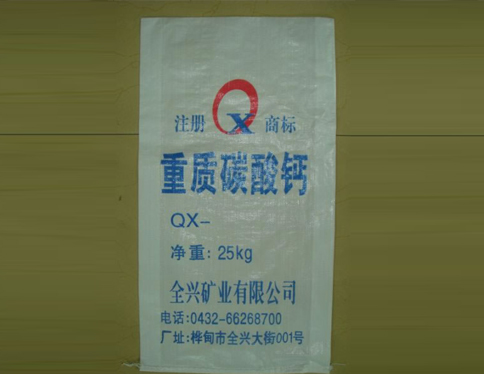 注册 QX 商标
重质碳酸钙
QX-
净重: 25kg
全兴矿业有限公司
电话:0432-66268700
厂址:桦甸市全兴大街001号